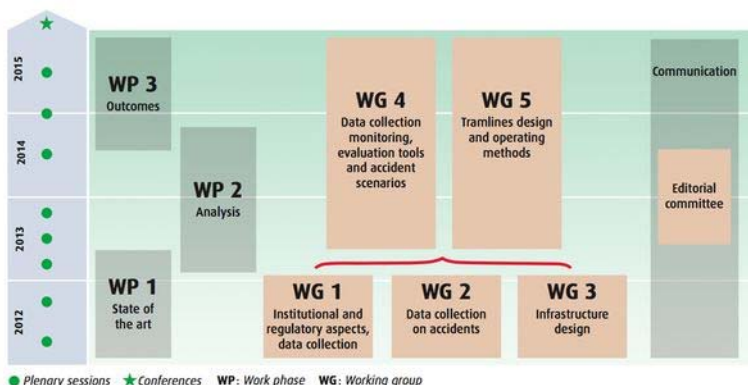 2015
2014
2013
2012
WP 3
Outcomes
WP 2
Analysis
WP 1
State of
the art
WG 4
Data collection
monitoring,
evaluation tools
and accident
scenarios
WG 5
Tramlines design
and operating
methods
WG 1
Institutional and
regulatory aspects,
data collection
WG 2
Data collection
on accidents
WG 3
Infrastructure
design
Communication
Editorial
committee
Plenary sessions Conferences WP: Work phase WG: Working group